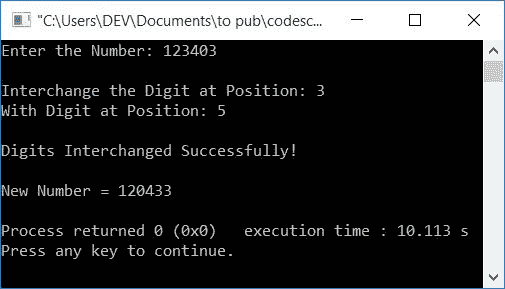 "C:\Users\DEV\Documents\to pub\codesc...
Enter the Number: 123403
Interchange the Digit at Position: 3
With Digit at Position: 5
Digits Interchanged Successfully!
New Number = 120433
Process returned 0 (0x0)   execution time : 10.113 s
Press any key to continue.